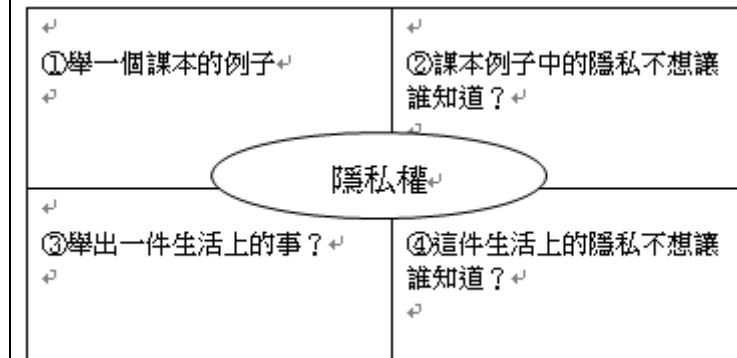 ①舉一個課本的例子
②課本例子中的隱私不想讓
誰知道？
隱私權
③舉出一件生活上的事？
④這件生活上的隱私不想讓
誰知道？